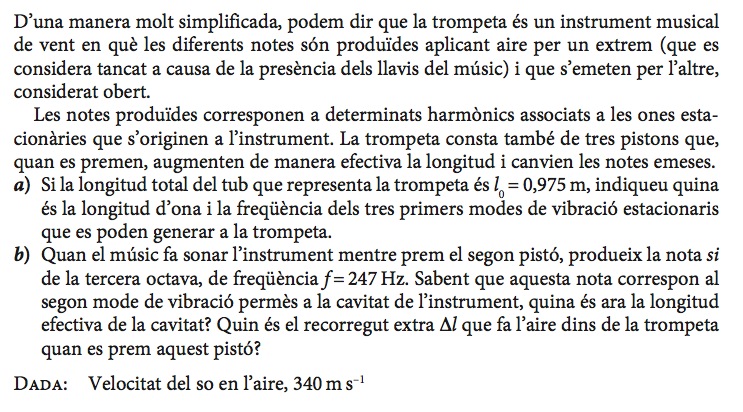 D’una manera molt simplificada, podem dir que la trompeta és un instrument musical
de vent en què les diferents notes són produïdes aplicant aire per un extrem (que es
considera tancat a causa de la presència dels llavis del músic) i que s’emeten per l’altre,
considerat obert.
Les notes produïdes corresponen a determinats harmònics associats a les ones esta-
cionàries que s’originen a l’instrument. La trompeta consta també de tres pistons que,
quan es premen, augmenten de manera efectiva la longitud i canvien les notes emeses.
a) Si la longitud total del tub que representa la trompeta és l₀ = 0,975 m, indiqueu quina
és la longitud d’ona i la freqüència dels tres primers modes de vibració estacionaris
que es poden generar a la trompeta.
b) Quan el músic fa sonar l’instrument mentre prem el segon pistó, produeix la nota si
de la tercera octava, de freqüència f = 247 Hz. Sabent que aquesta nota correspon al
segon mode de vibració permès a la cavitat de l’instrument, quina és ara la longitud
efectiva de la cavitat? Quin és el recorregut extra Δl que fa l’aire dins de la trompeta
quan es prem aquest pistó?
DADA: Velocitat del so en l’aire, 340 m s⁻¹